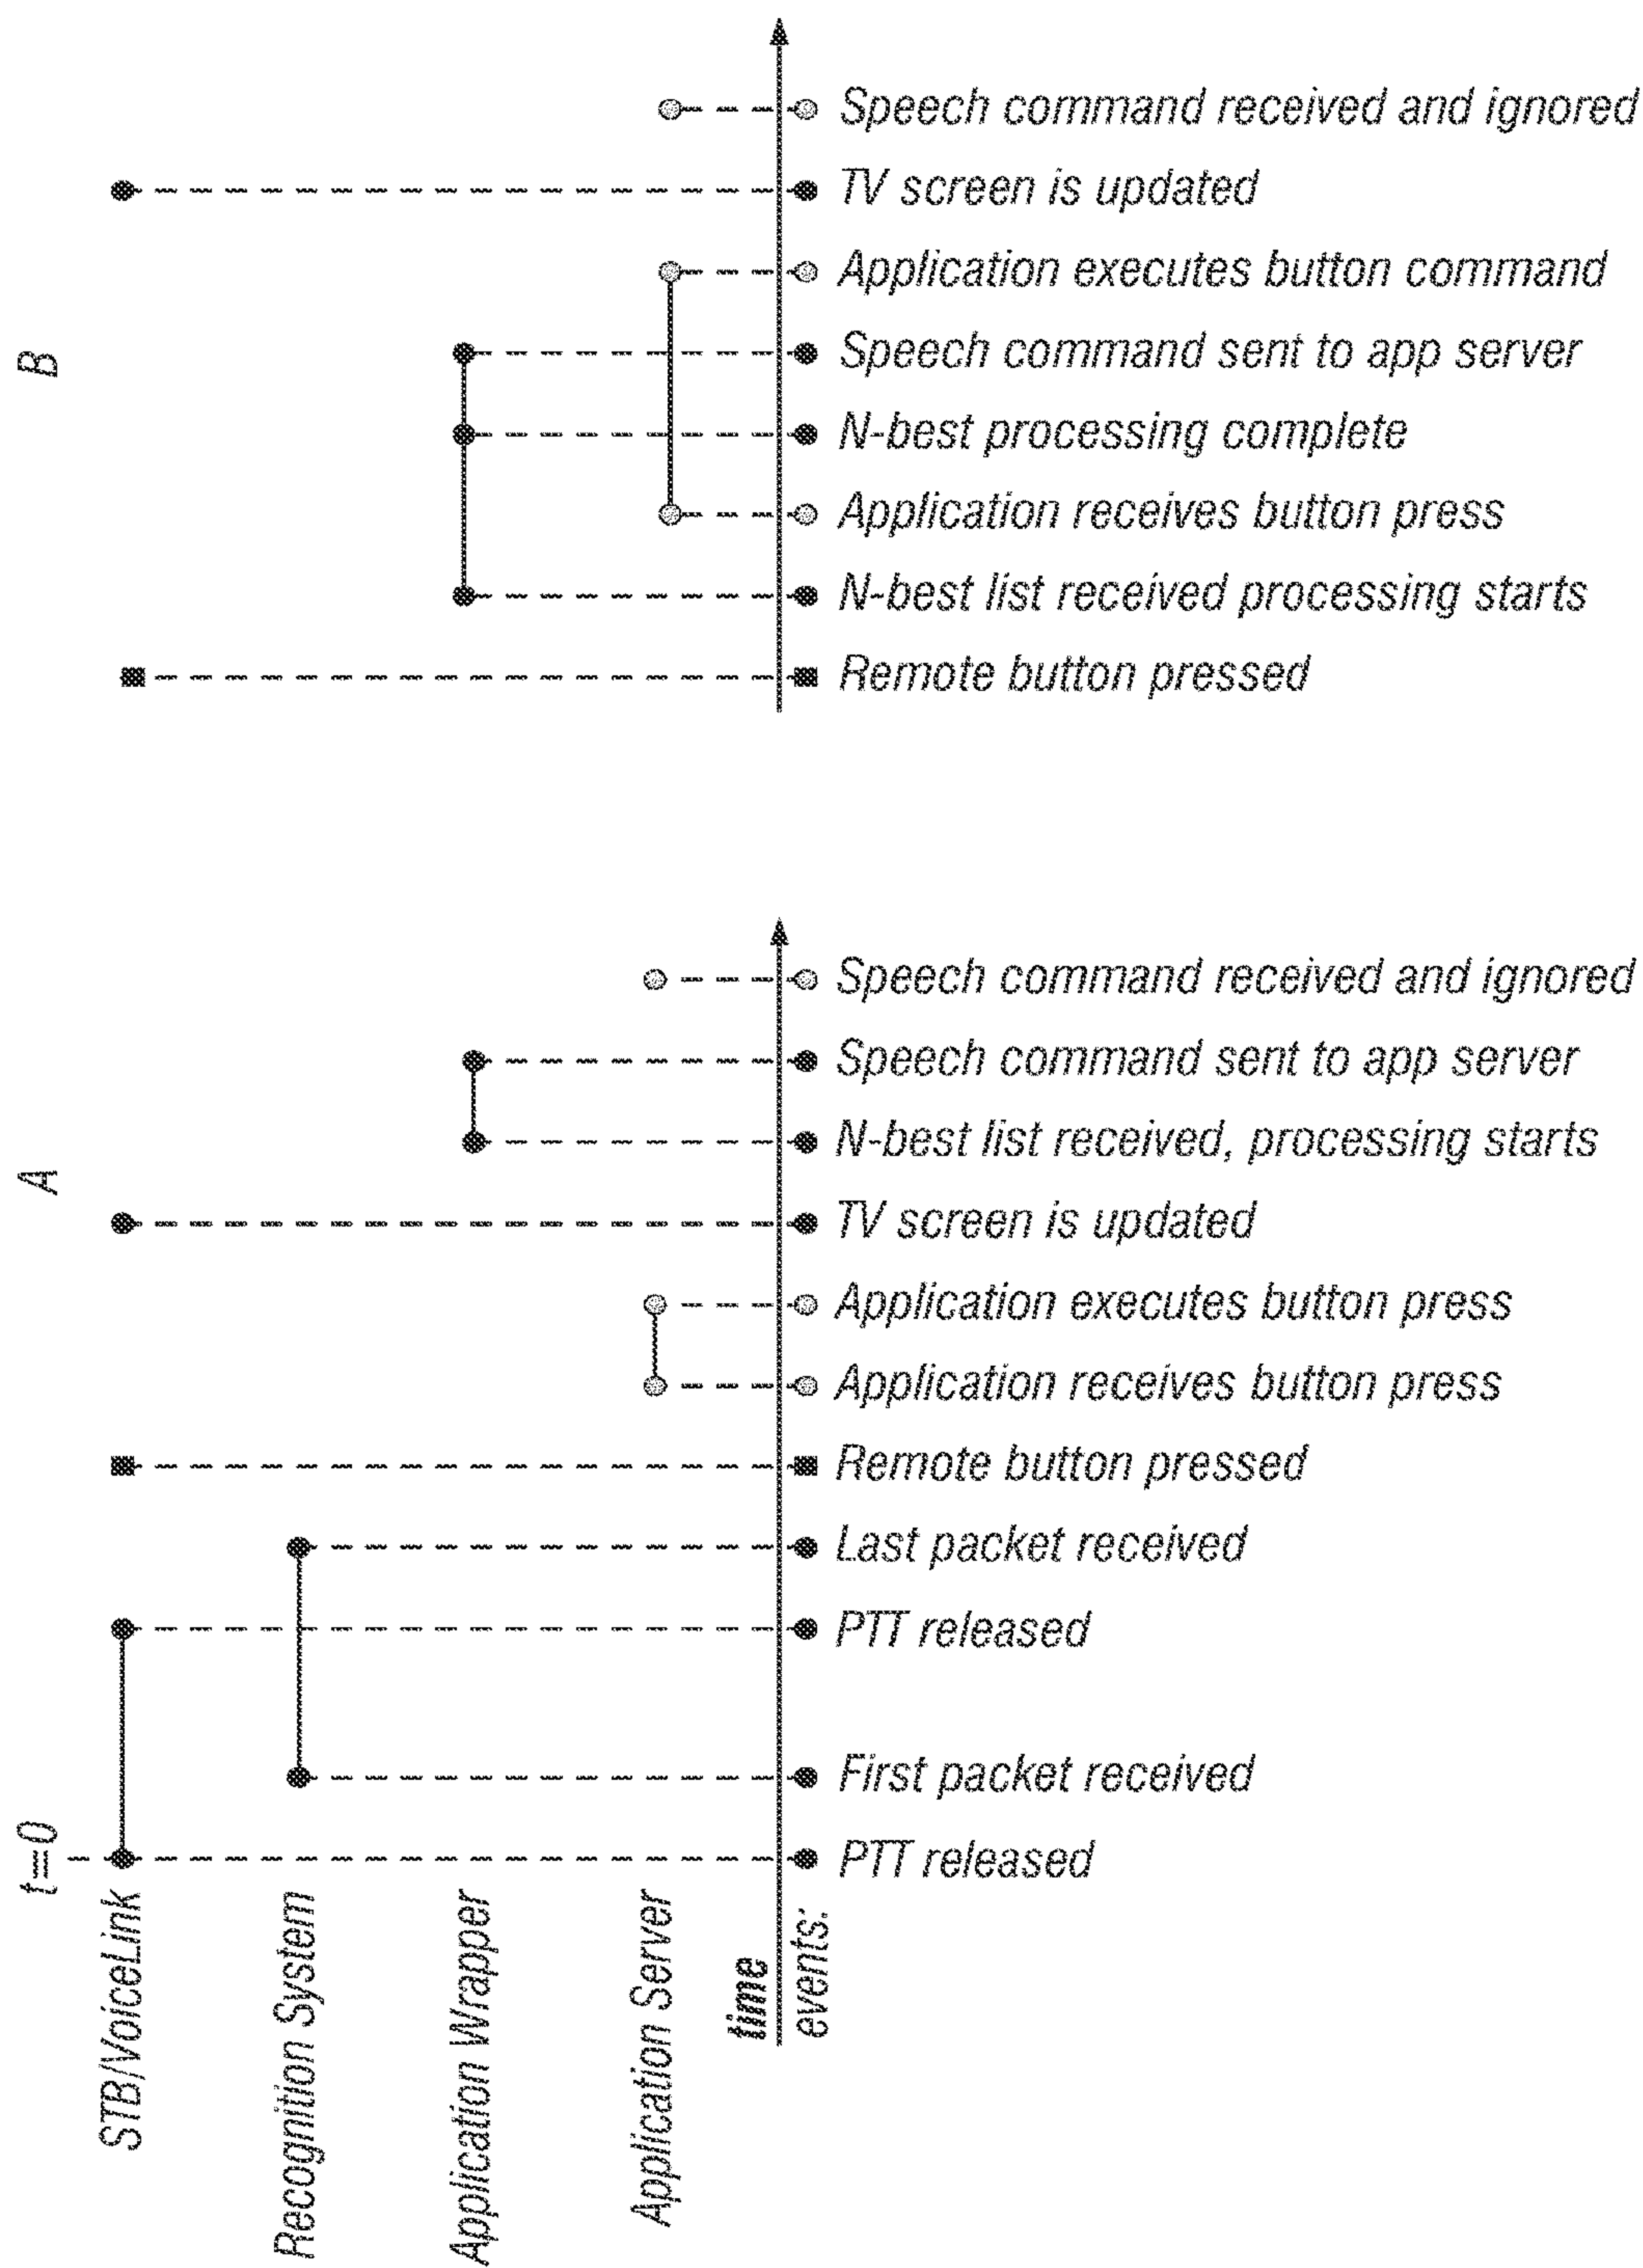 B
Speech command received and ignored
TV screen is updated
Application executes button command
Speech command sent to app server
N-best processing complete
Application receives button press
N-best list received processing starts
Remote button pressed
A
Speech command received and ignored
Speech command sent to app server
N-best list received, processing starts
TV screen is updated
Application executes button press
Application receives button press
Remote button pressed
Last packet received
PTT released
First packet received
PTT released
t=0
STB/VoiceLink
Recognition System
Application Wrapper
Application Server
time
events: